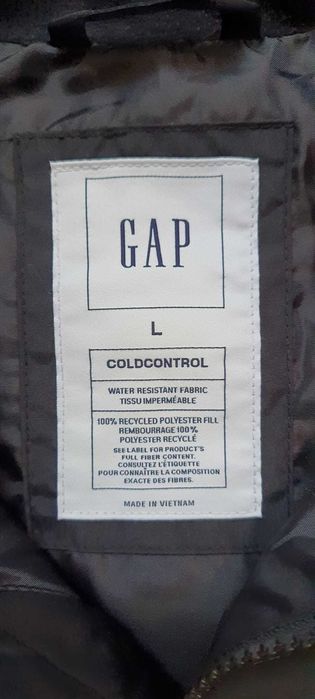 GAP
L
COLDCONTROL
WATER-RESISTANT FABRIC
TISSU IMPERMÉABLE
100% RECYCLED POLYESTER FILL
REMBOURRAGE 100%
POLYESTER RECYCLÉ
SEE LABEL FOR PRODUCT'S
FULL FIBER CONTENT.
CONSULTEZ L'ÉTIQUETTE
POUR CONNAÎTRE LA COMPOSITION
EXACTE DES FIBRES.
MADE IN VIETNAM